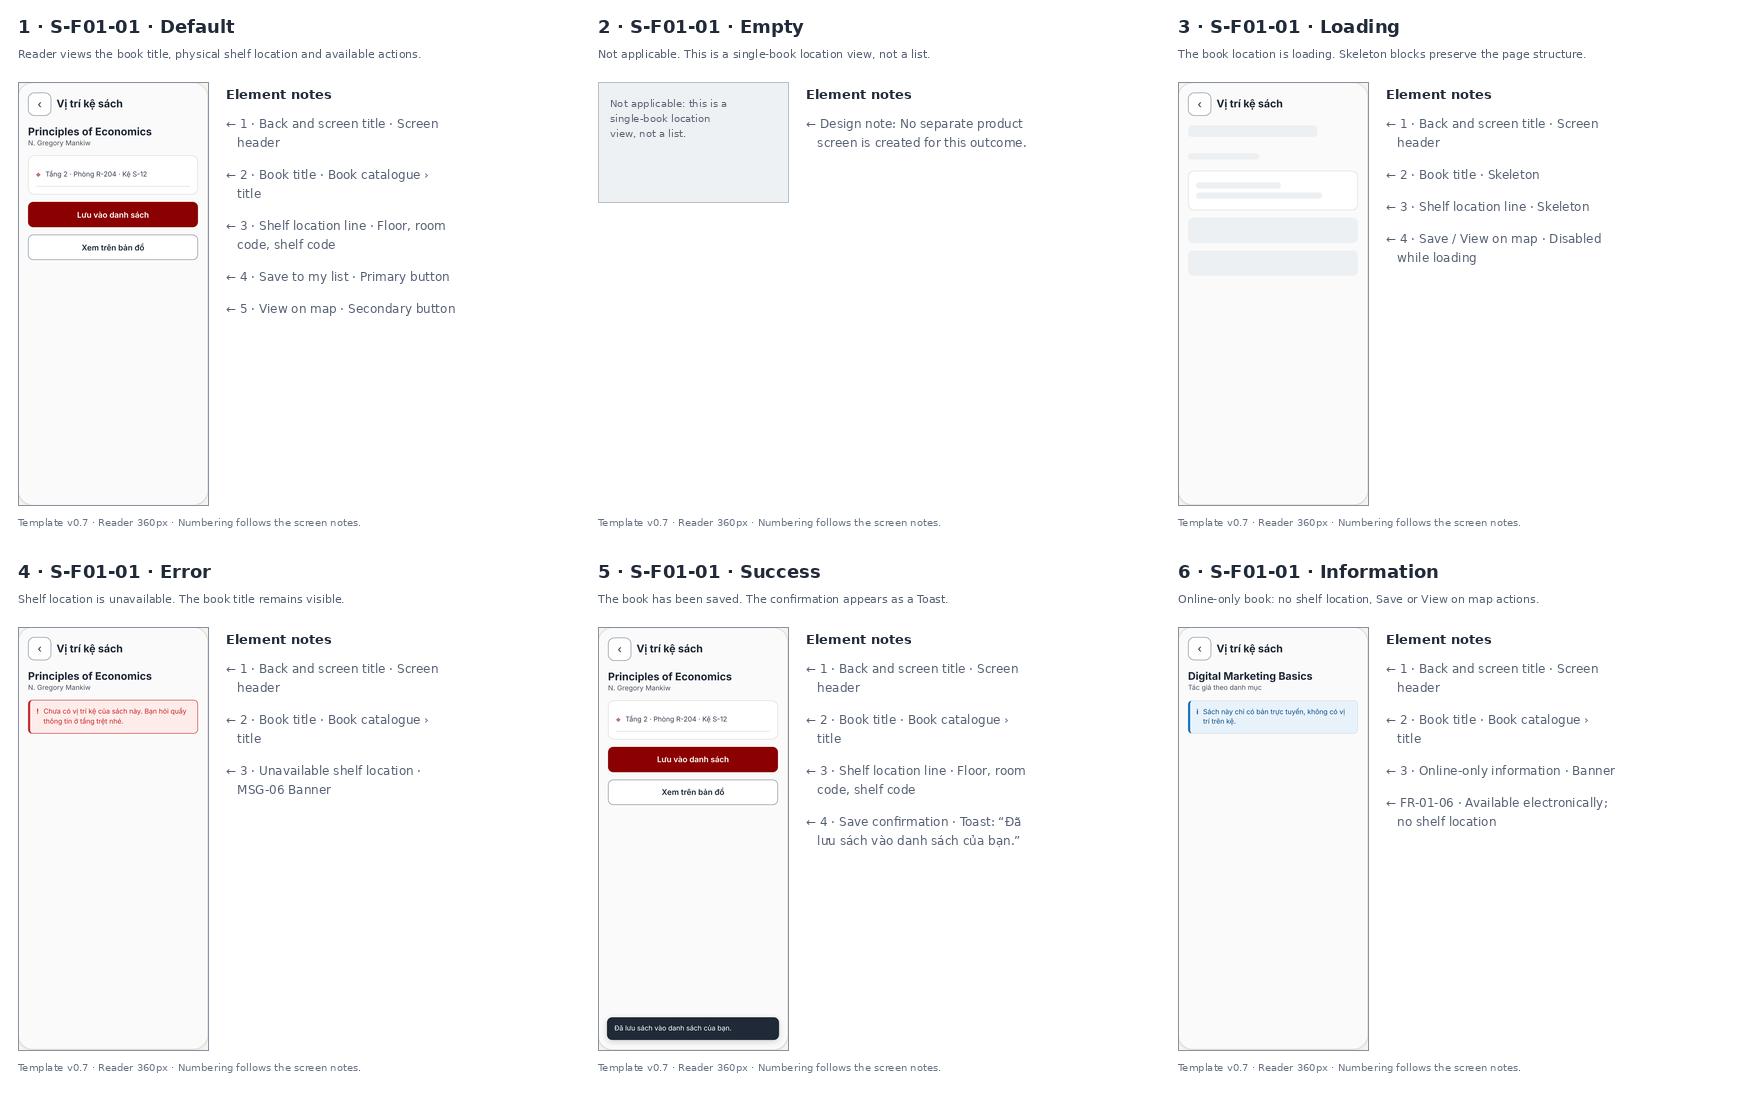 1 · S-F01-01 · Default
Reader views the book title, physical shelf location and available actions.
‹ Vị trí kệ sách
Principles of Economics
N. Gregory Mankiw
Tầng 2 · Phòng R-204 · Kệ S-12
Lưu vào danh sách
Xem trên bản đồ
Element notes
← 1 · Back and screen title · Screen
header
← 2 · Book title · Book catalogue ›
title
← 3 · Shelf location line · Floor, room
code, shelf code
← 4 · Save to my list · Primary button
← 5 · View on map · Secondary button
Template v0.7 · Reader 360px · Numbering follows the screen notes.
2 · S-F01-01 · Empty
Not applicable. This is a single-book location view, not a list.
Not applicable: this is a
single-book location
view, not a list.
Element notes
← Design note: No separate product
screen is created for this outcome.
Template v0.7 · Reader 360px · Numbering follows the screen notes.
3 · S-F01-01 · Loading
The book location is loading. Skeleton blocks preserve the page structure.
‹ Vị trí kệ sách
Element notes
← 1 · Back and screen title · Screen
header
← 2 · Book title · Skeleton
← 3 · Shelf location line · Skeleton
← 4 · Save / View on map · Disabled
while loading
Template v0.7 · Reader 360px · Numbering follows the screen notes.
4 · S-F01-01 · Error
Shelf location is unavailable. The book title remains visible.
‹ Vị trí kệ sách
Principles of Economics
N. Gregory Mankiw
! Chưa có vị trí kệ của sách này. Bạn hỏi quầy
thông tin ở tầng trệt nhé.
Element notes
← 1 · Back and screen title · Screen
header
← 2 · Book title · Book catalogue ›
title
← 3 · Unavailable shelf location ·
MSG-06 Banner
Template v0.7 · Reader 360px · Numbering follows the screen notes.
5 · S-F01-01 · Success
The book has been saved. The confirmation appears as a Toast.
‹ Vị trí kệ sách
Principles of Economics
N. Gregory Mankiw
Tầng 2 · Phòng R-204 · Kệ S-12
Lưu vào danh sách
Xem trên bản đồ
Đã lưu sách vào danh sách của bạn.
Element notes
← 1 · Back and screen title · Screen
header
← 2 · Book title · Book catalogue ›
title
← 3 · Shelf location line · Floor, room
code, shelf code
← 4 · Save confirmation · Toast: “Đã
lưu sách vào danh sách của bạn.”
Template v0.7 · Reader 360px · Numbering follows the screen notes.
6 · S-F01-01 · Information
Online-only book: no shelf location, Save or View on map actions.
‹ Vị trí kệ sách
Digital Marketing Basics
Tác giả theo danh mục
i Sách này chỉ có bản trực tuyến, không có vị
trí trên kệ.
Element notes
← 1 · Back and screen title · Screen
header
← 2 · Book title · Book catalogue ›
title
← 3 · Online-only information · Banner
← FR-01-06 · Available electronically;
no shelf location
Template v0.7 · Reader 360px · Numbering follows the screen notes.